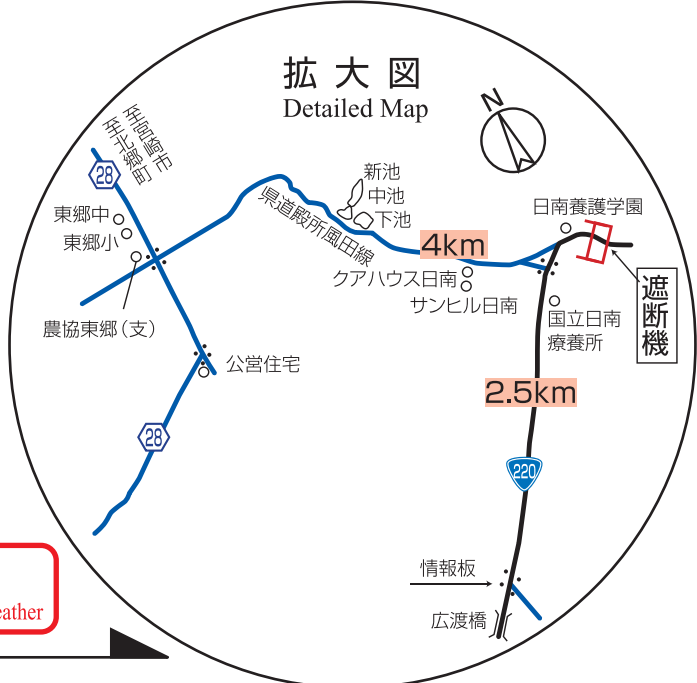 拡大図
Detailed Map
N
至宮崎市
至北郷町
28
新池
中池
下池
県道殿所風田線
東郷中
東郷小
日南養護学園
4km
クアハウス日南
サンヒル日南
遮断機
農協東郷(支)
国立日南
療養所
公営住宅
2.5km
28
220
情報板
広渡橋
eather